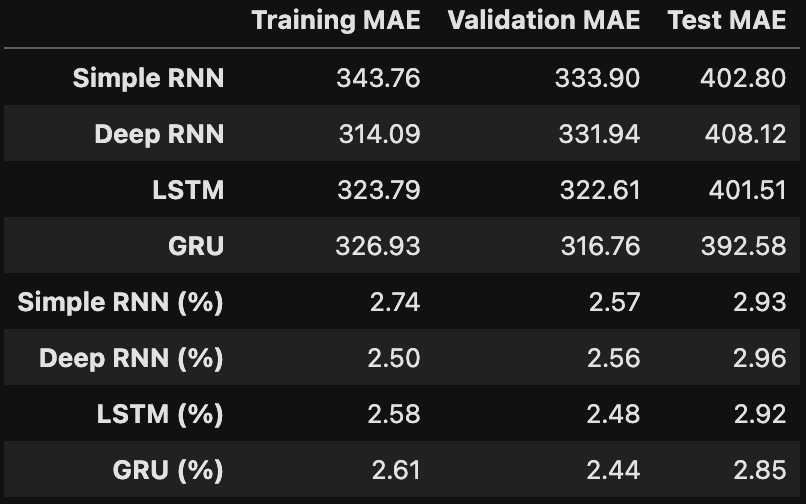 Training MAE Validation MAE Test MAE
Simple RNN 343.76 333.90 402.80
Deep RNN 314.09 331.94 408.12
LSTM 323.79 322.61 401.51
GRU 326.93 316.76 392.58
Simple RNN (%) 2.74 2.57 2.93
Deep RNN (%) 2.50 2.56 2.96
LSTM (%) 2.58 2.48 2.92
GRU (%) 2.61 2.44 2.85